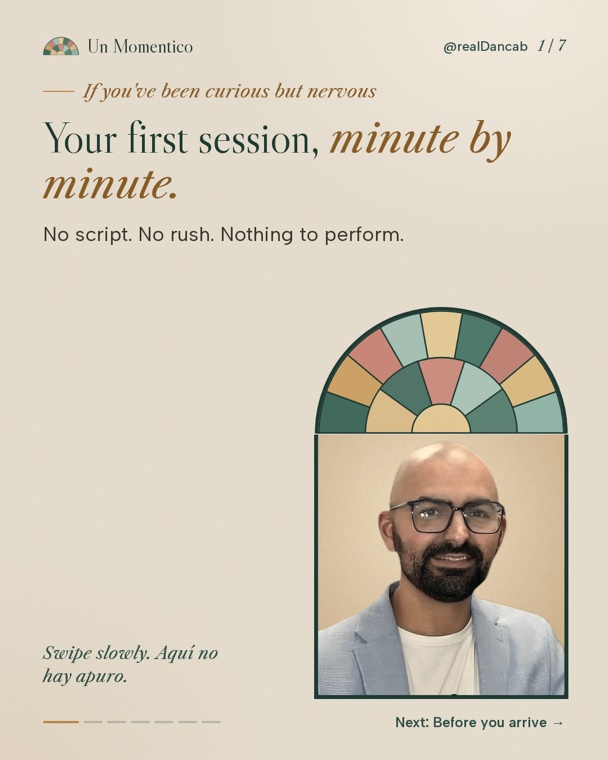 Un Momentico
@realDancab 1 / 7
If you've been curious but nervous
Your first session, minute by
minute.
No script. No rush. Nothing to perform.
Swipe slowly. Aquí no
hay apuro.
Next: Before you arrive →